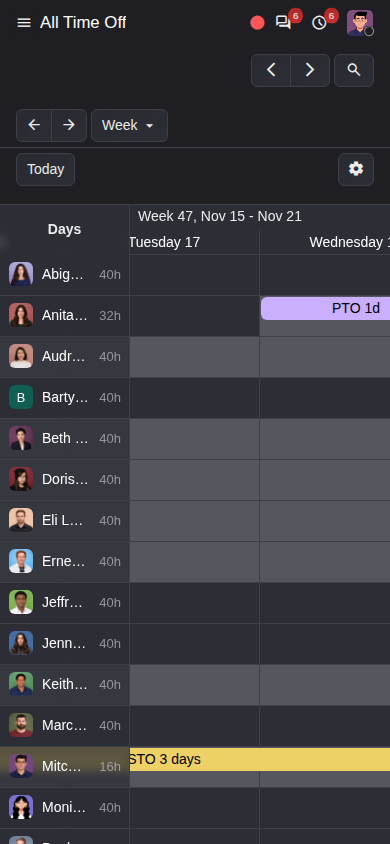 All Time Off
6
6
Week
Today
Week 47, Nov 15 - Nov 21
Days
Tuesday 17
Wednesday
Abig... 40h
Anita... 32h
PTO 1d
Audr... 40h
B Barty... 40h
Beth ... 40h
Doris... 40h
Eli L... 40h
Erne... 40h
Jeffr... 40h
Jenn... 40h
Keith... 40h
Marc... 40h
Mitc... 16h
STO 3 days
Moni... 40h